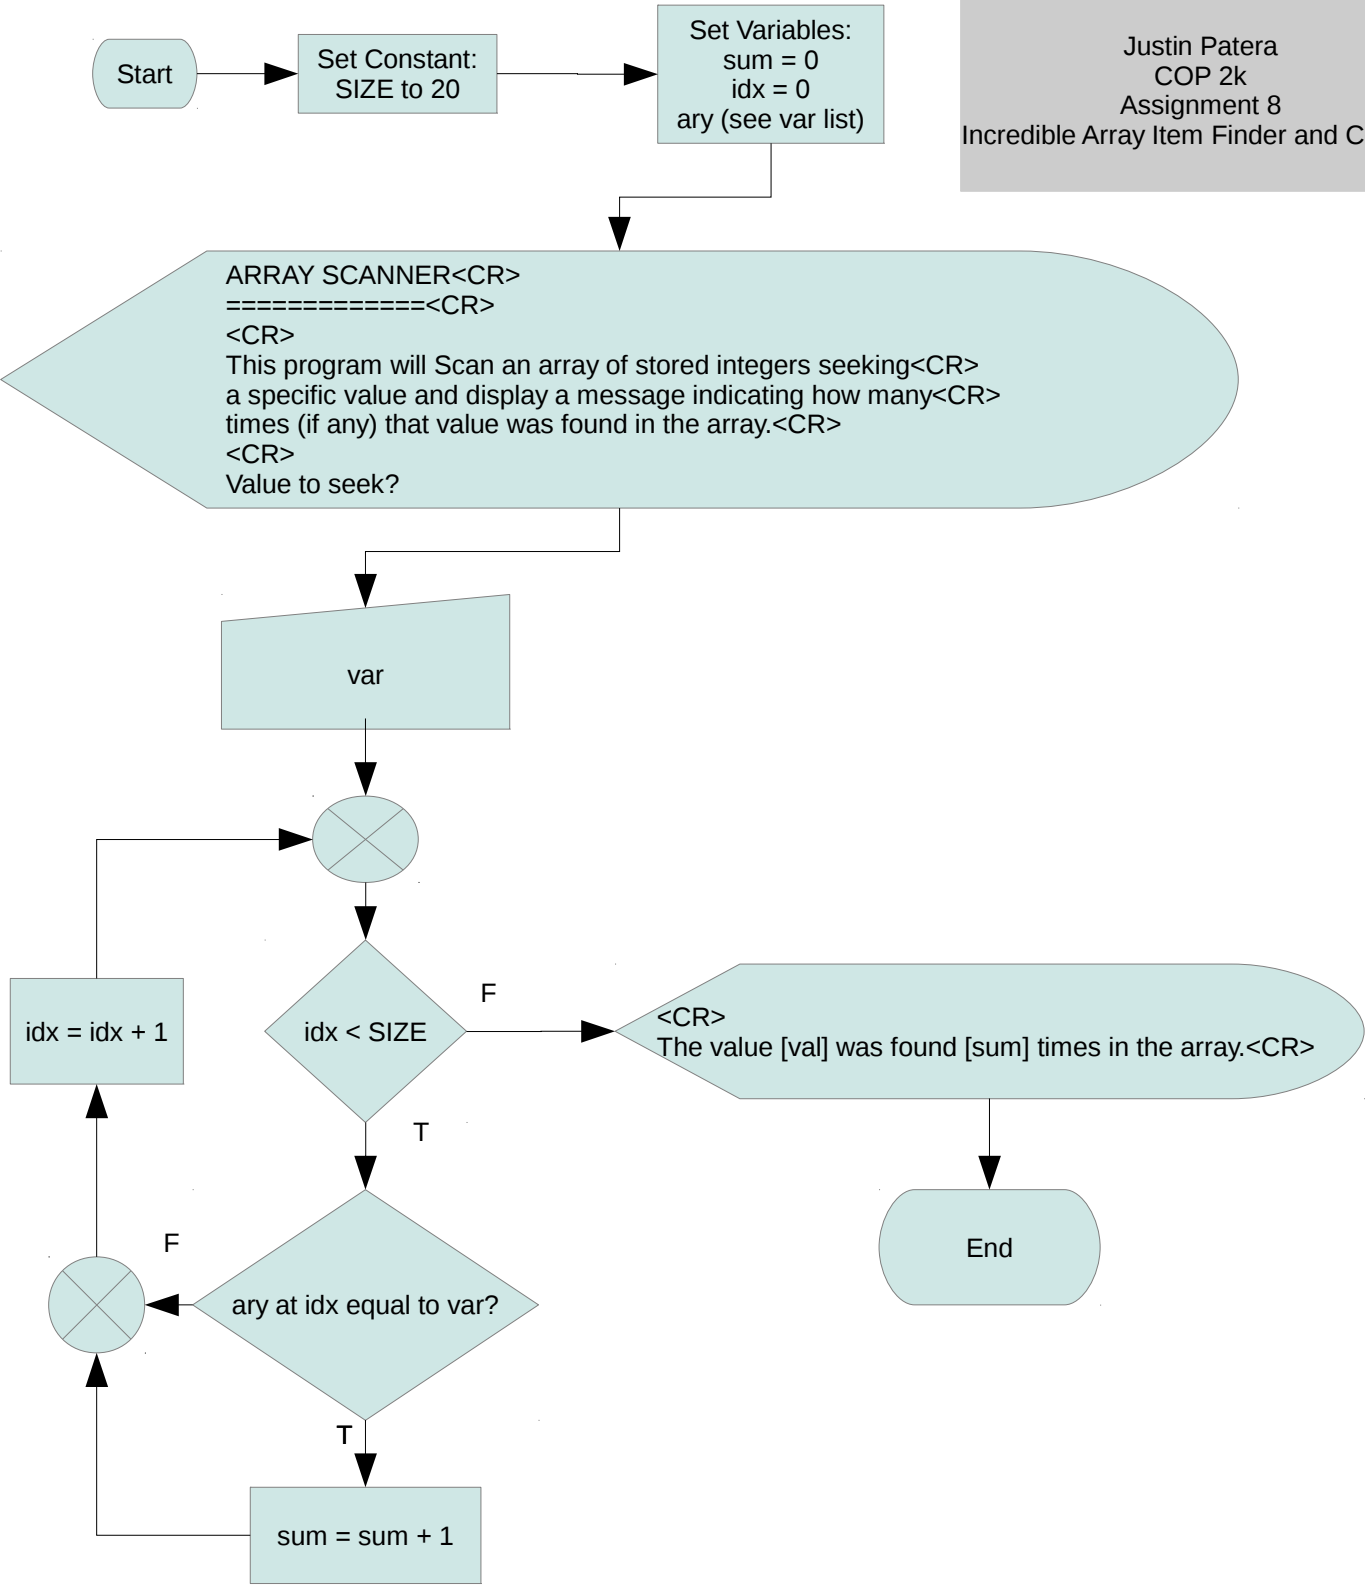 Start
Set Constant:
SIZE to 20
Set Variables:
sum = 0
idx = 0
ary (see var list)
Justin Patera
COP 2k
Assignment 8
Incredible Array Item Finder and C
ARRAY SCANNER<CR>
=============<CR>
<CR>
This program will Scan an array of stored integers seeking<CR>
a specific value and display a message indicating how many<CR>
times (if any) that value was found in the array.<CR>
<CR>
Value to seek?
var
idx = idx + 1
idx < SIZE
F
<CR>
The value [val] was found [sum] times in the array.<CR>
T
End
F
ary at idx equal to var?
T
sum = sum + 1